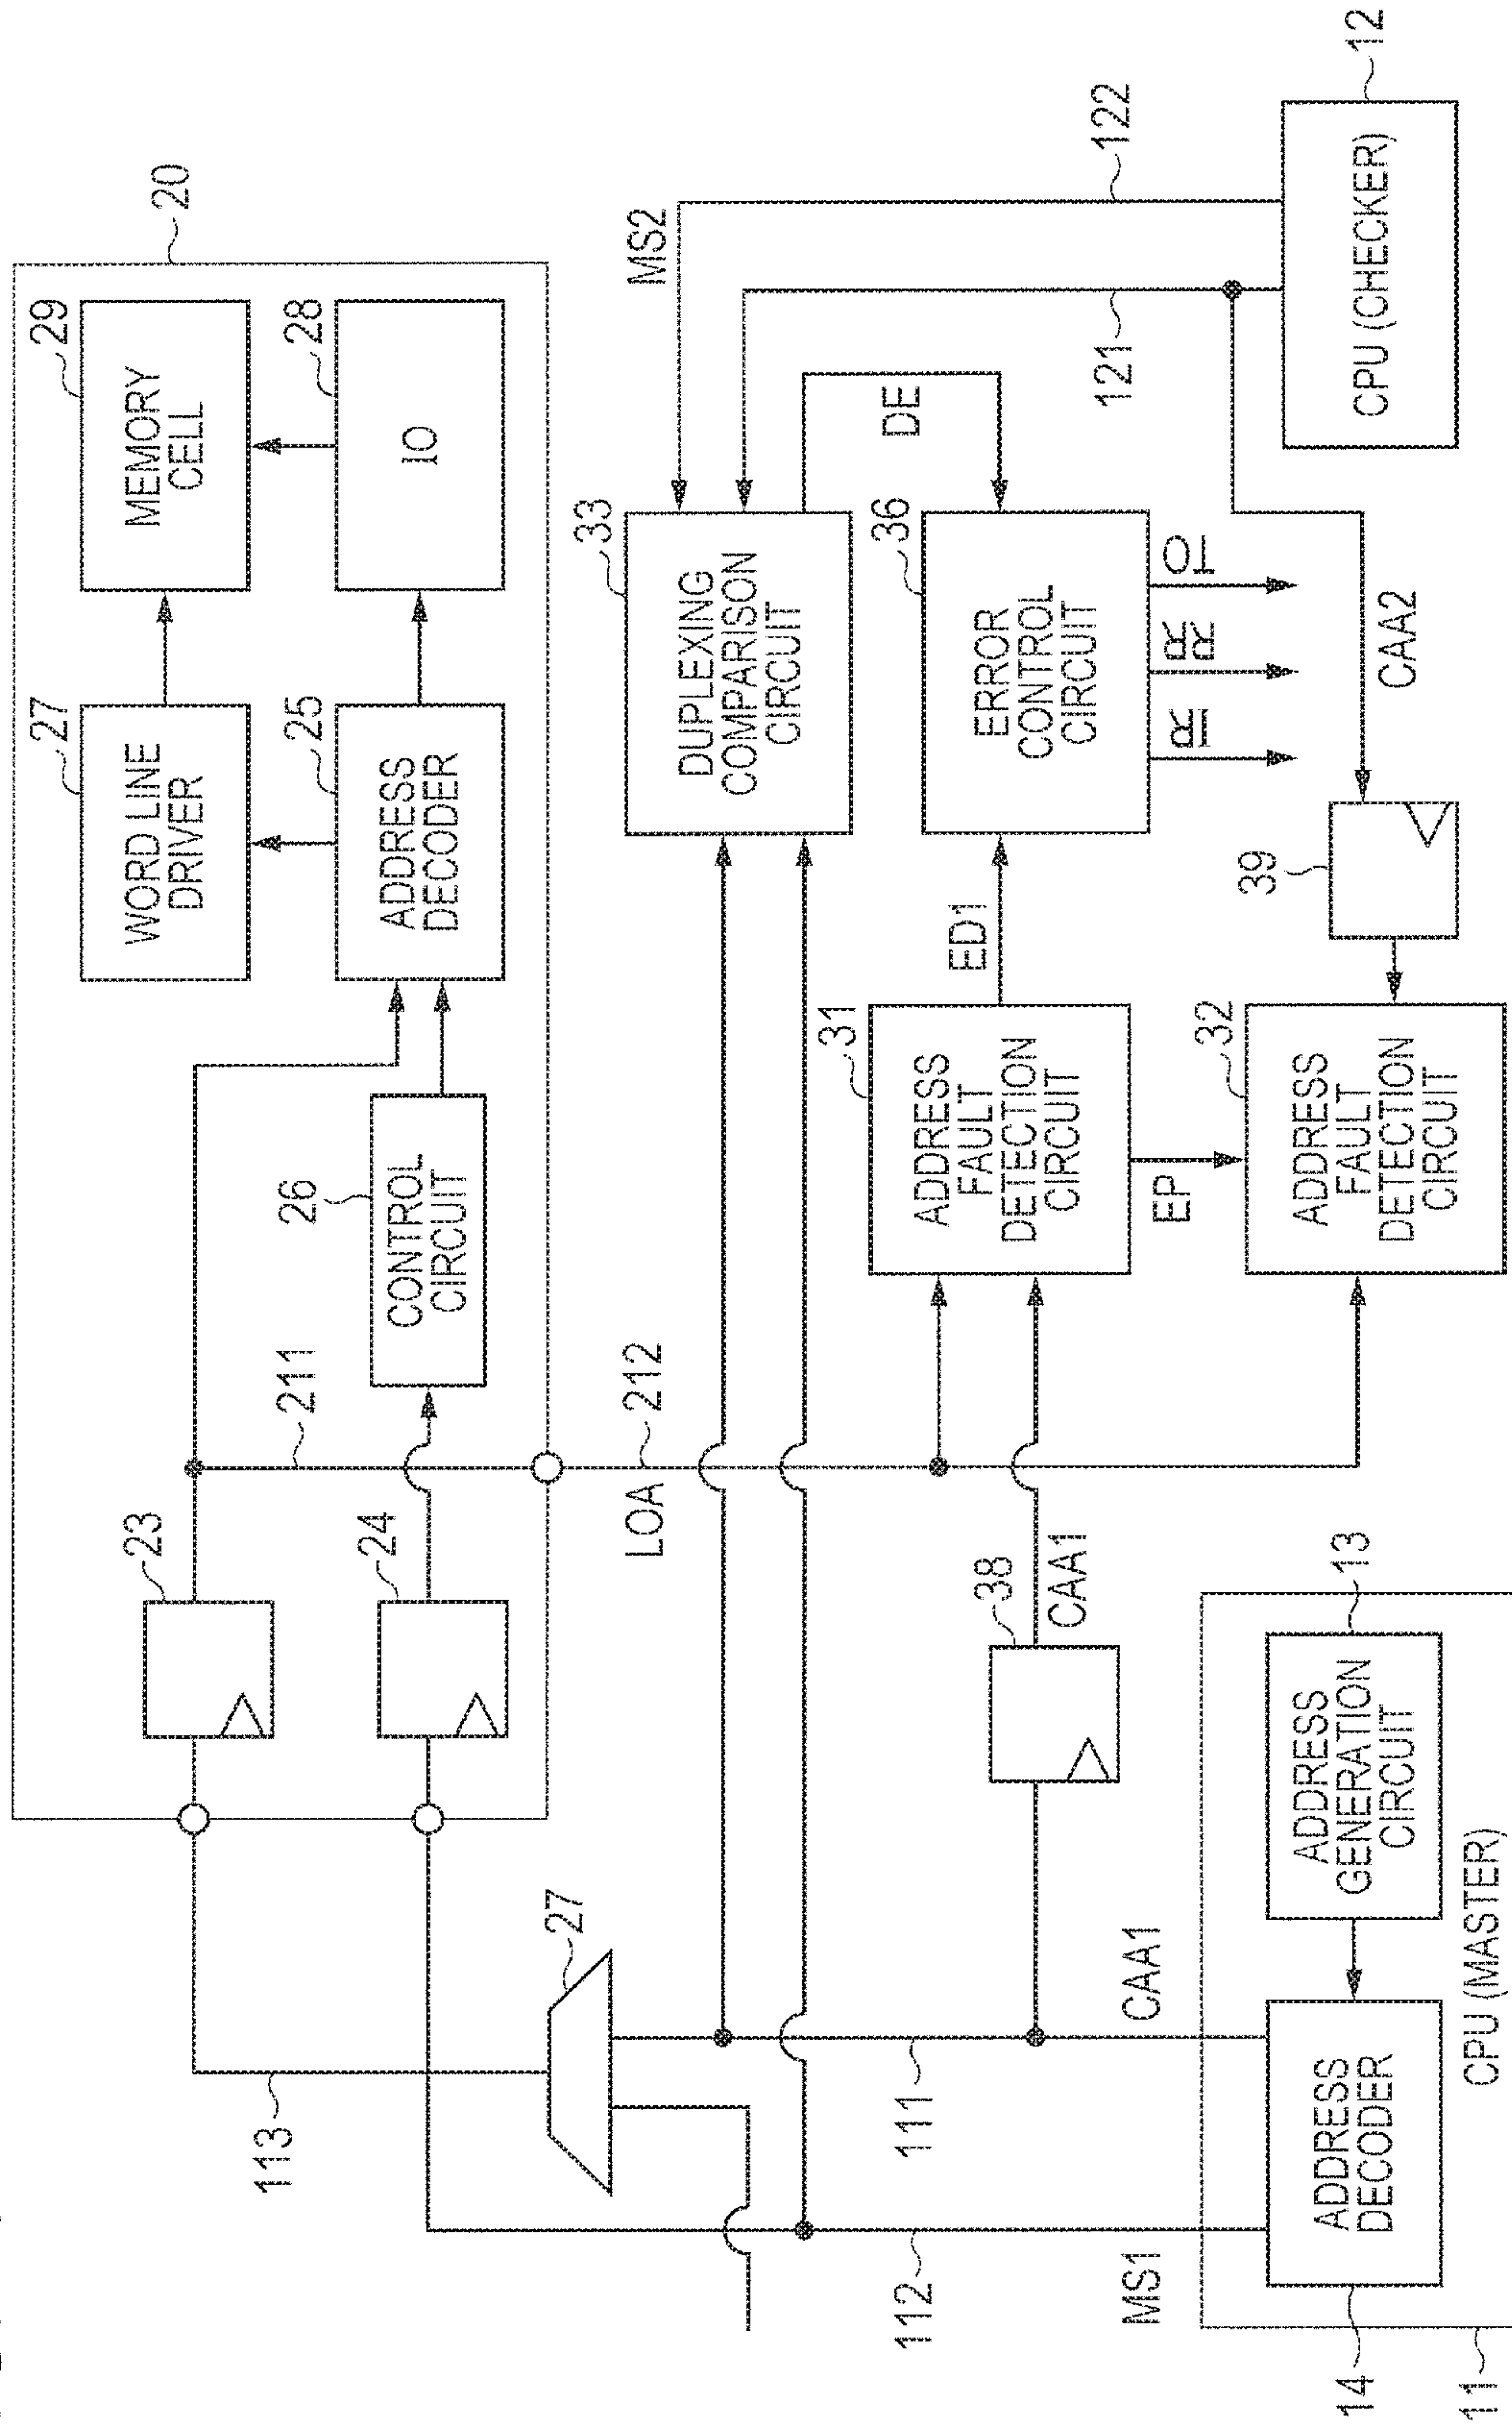 20
27
WORD LINE
DRIVER
29
MEMORY
CELL
23
211
25
ADDRESS
DECODER
28
IO
26
CONTROL
CIRCUIT
24
113
27
LOA
212
33
DUPLEXING
COMPARISON
CIRCUIT
MS2
DE
36
ERROR
CONTROL
CIRCUIT
IR
RR
TO
ED1
31
ADDRESS
FAULT
DETECTION
CIRCUIT
EP
32
ADDRESS
FAULT
DETECTION
CIRCUIT
38
CAA1
39
CAA2
121
122
12
CPU (CHECKER)
111
112
CAA1
MS1
13
ADDRESS
GENERATION
CIRCUIT
14
ADDRESS
DECODER
CPU (MASTER)
11